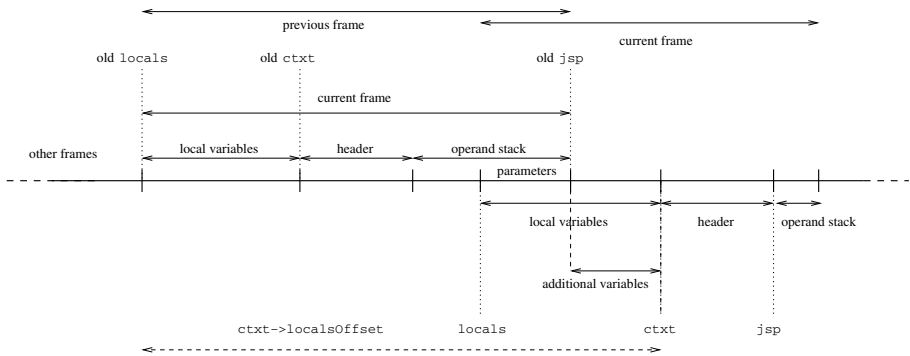 previous frame
current frame
old locals old ctxt old jsp
current frame
other frames local variables header operand stack
parameters
local variables header operand stack
additional variables
ctxt->localsOffset locals ctxt jsp